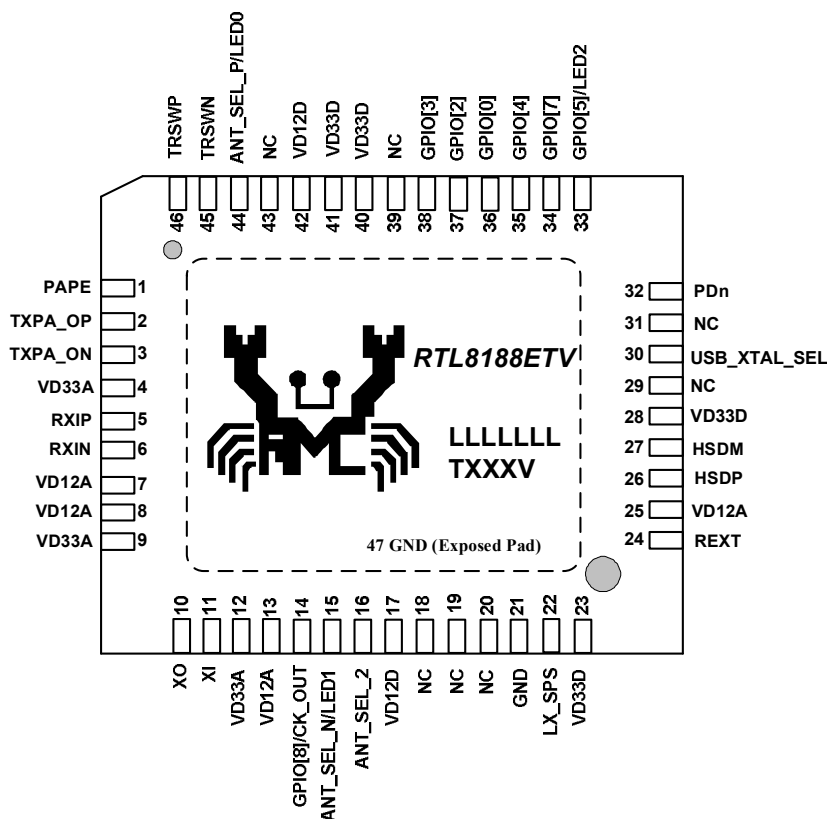 TRSWP
TRSWN
ANT_SEL_P/LED0
NC
VD12D
VD33D
VD33D
NC
GPIO[3]
GPIO[2]
GPIO[0]
GPIO[4]
GPIO[7]
GPIO[5]/LED2
46
45
44
43
42
41
40
39
38
37
36
35
34
33
PAPE 1
TXPA_OP 2
TXPA_ON 3
VD33A 4
RXIP 5
RXIN 6
VD12A 7
VD12A 8
VD33A 9
RTL8188ETV
LLLLLLL
TXXXV
47 GND (Exposed Pad)
32 PDn
31 NC
30 USB_XTAL_SEL
29 NC
28 VD33D
27 HSDM
26 HSDP
25 VD12A
24 REXT
10
11
12
13
14
15
16
17
18
19
20
21
22
23
XO
XI
VD33A
VD12A
GPIO[8]/CK_OUT
ANT_SEL_N/LED1
ANT_SEL_2
VD12D
NC
NC
NC
GND
LX_SPS
VD33D